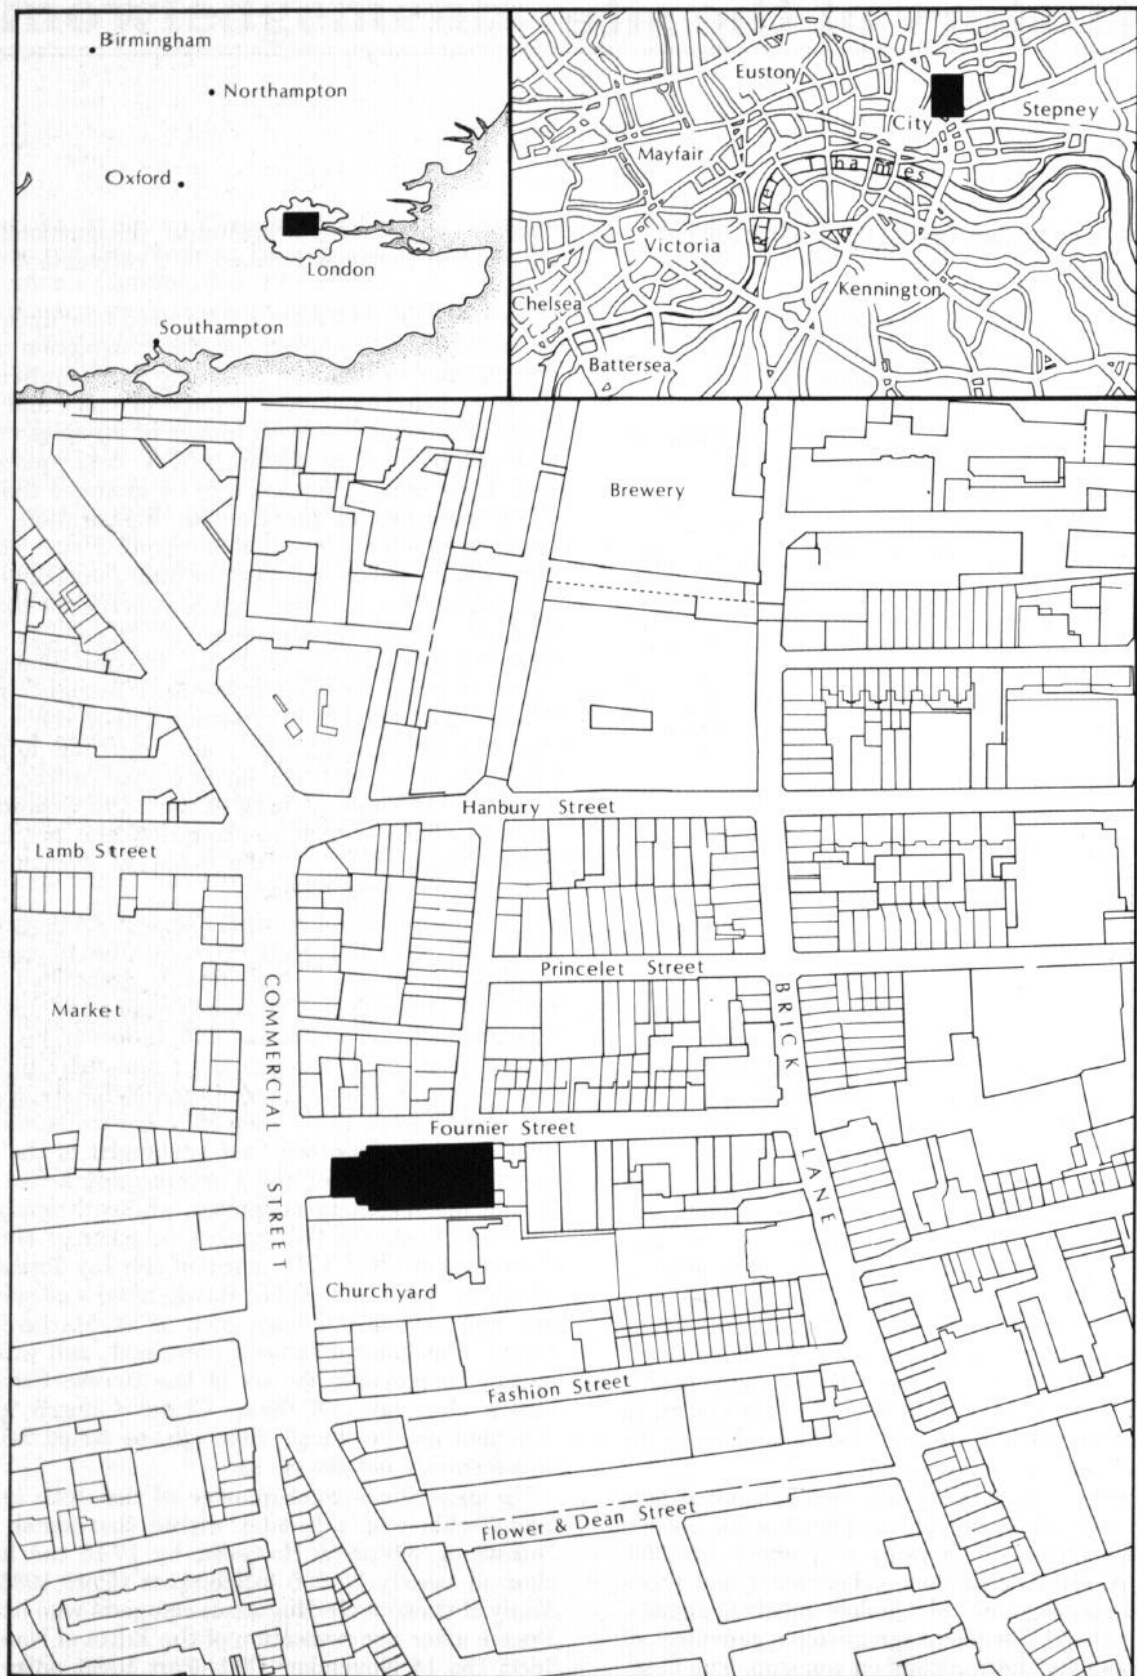 Birmingham
Northampton
Oxford
London
Southampton
Euston
City
Stepney
Mayfair
River Thames
Victoria
Kennington
Chelsea
Battersea
Brewery
Hanbury Street
Lamb Street
Princelet Street
Market
COMMERCIAL STREET
BRICK LANE
Fournier Street
Churchyard
Fashion Street
Flower & Dean Street